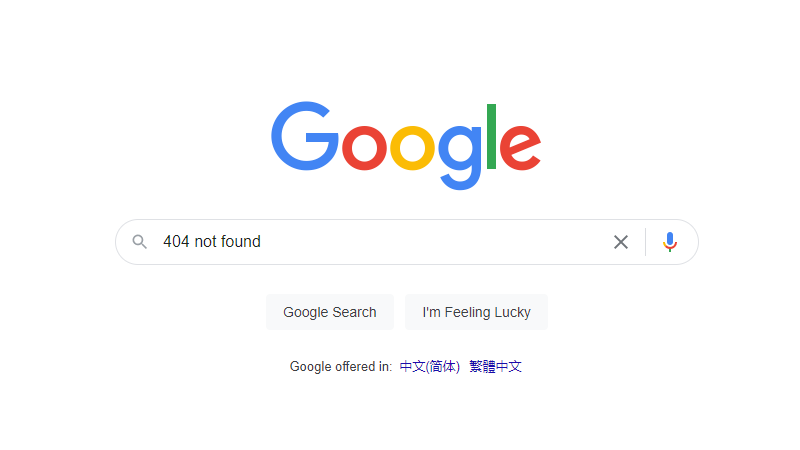 Google
404 not found
Google Search I'm Feeling Lucky
Google offered in: 中文(简体) 繁體中文